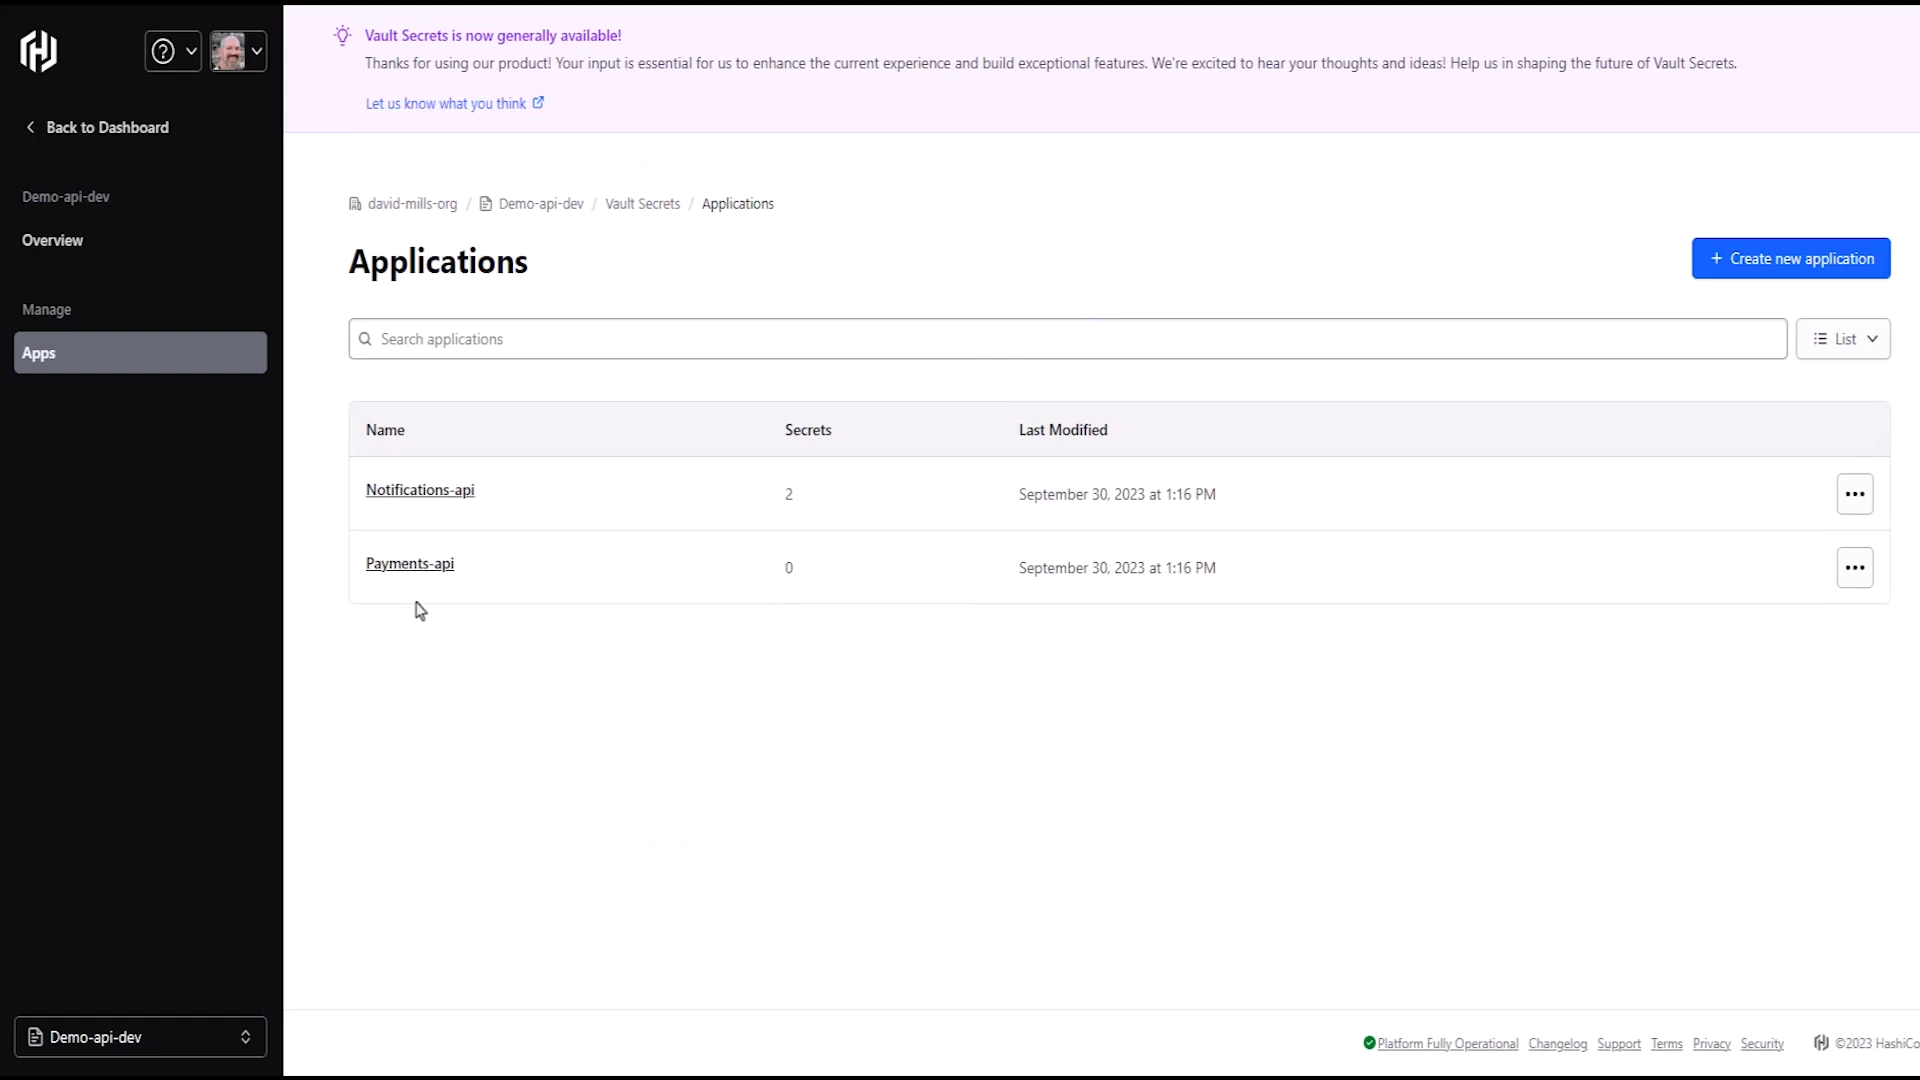 Vault Secrets is now generally available!
Thanks for using our product! Your input is essential for us to enhance the current experience and build exceptional features. We're excited to hear your thoughts and ideas! Help us in shaping the future of Vault Secrets.
Let us know what you think
Back to Dashboard
Demo-api-dev
Overview
Manage
Apps
david-mills-org / Demo-api-dev / Vault Secrets / Applications
Applications
+ Create new application
Search applications
List
Name Secrets Last Modified
Notifications-api 2 September 30, 2023 at 1:16 PM
Payments-api 0 September 30, 2023 at 1:16 PM
Demo-api-dev
Platform Fully Operational Changelog Support Terms Privacy Security ©2023 HashiCo